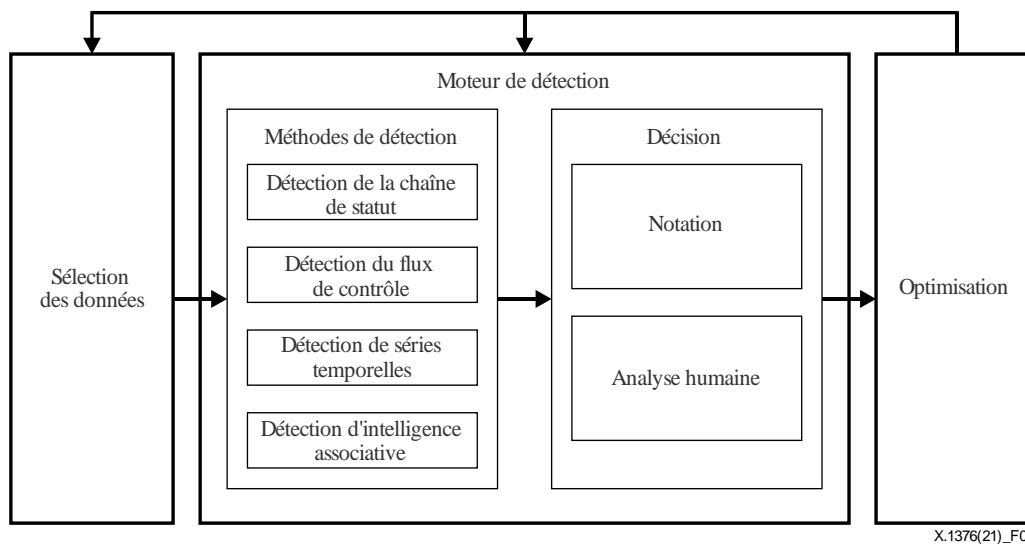 Moteur de détection
Méthodes de détection
Détection de la chaîne
de statut
Détection du flux
de contrôle
Détection de séries
temporelles
Détection d'intelligence
associative
Décision
Notation
Analyse humaine
Sélection
des données
Optimisation
X.1376(21)_F0